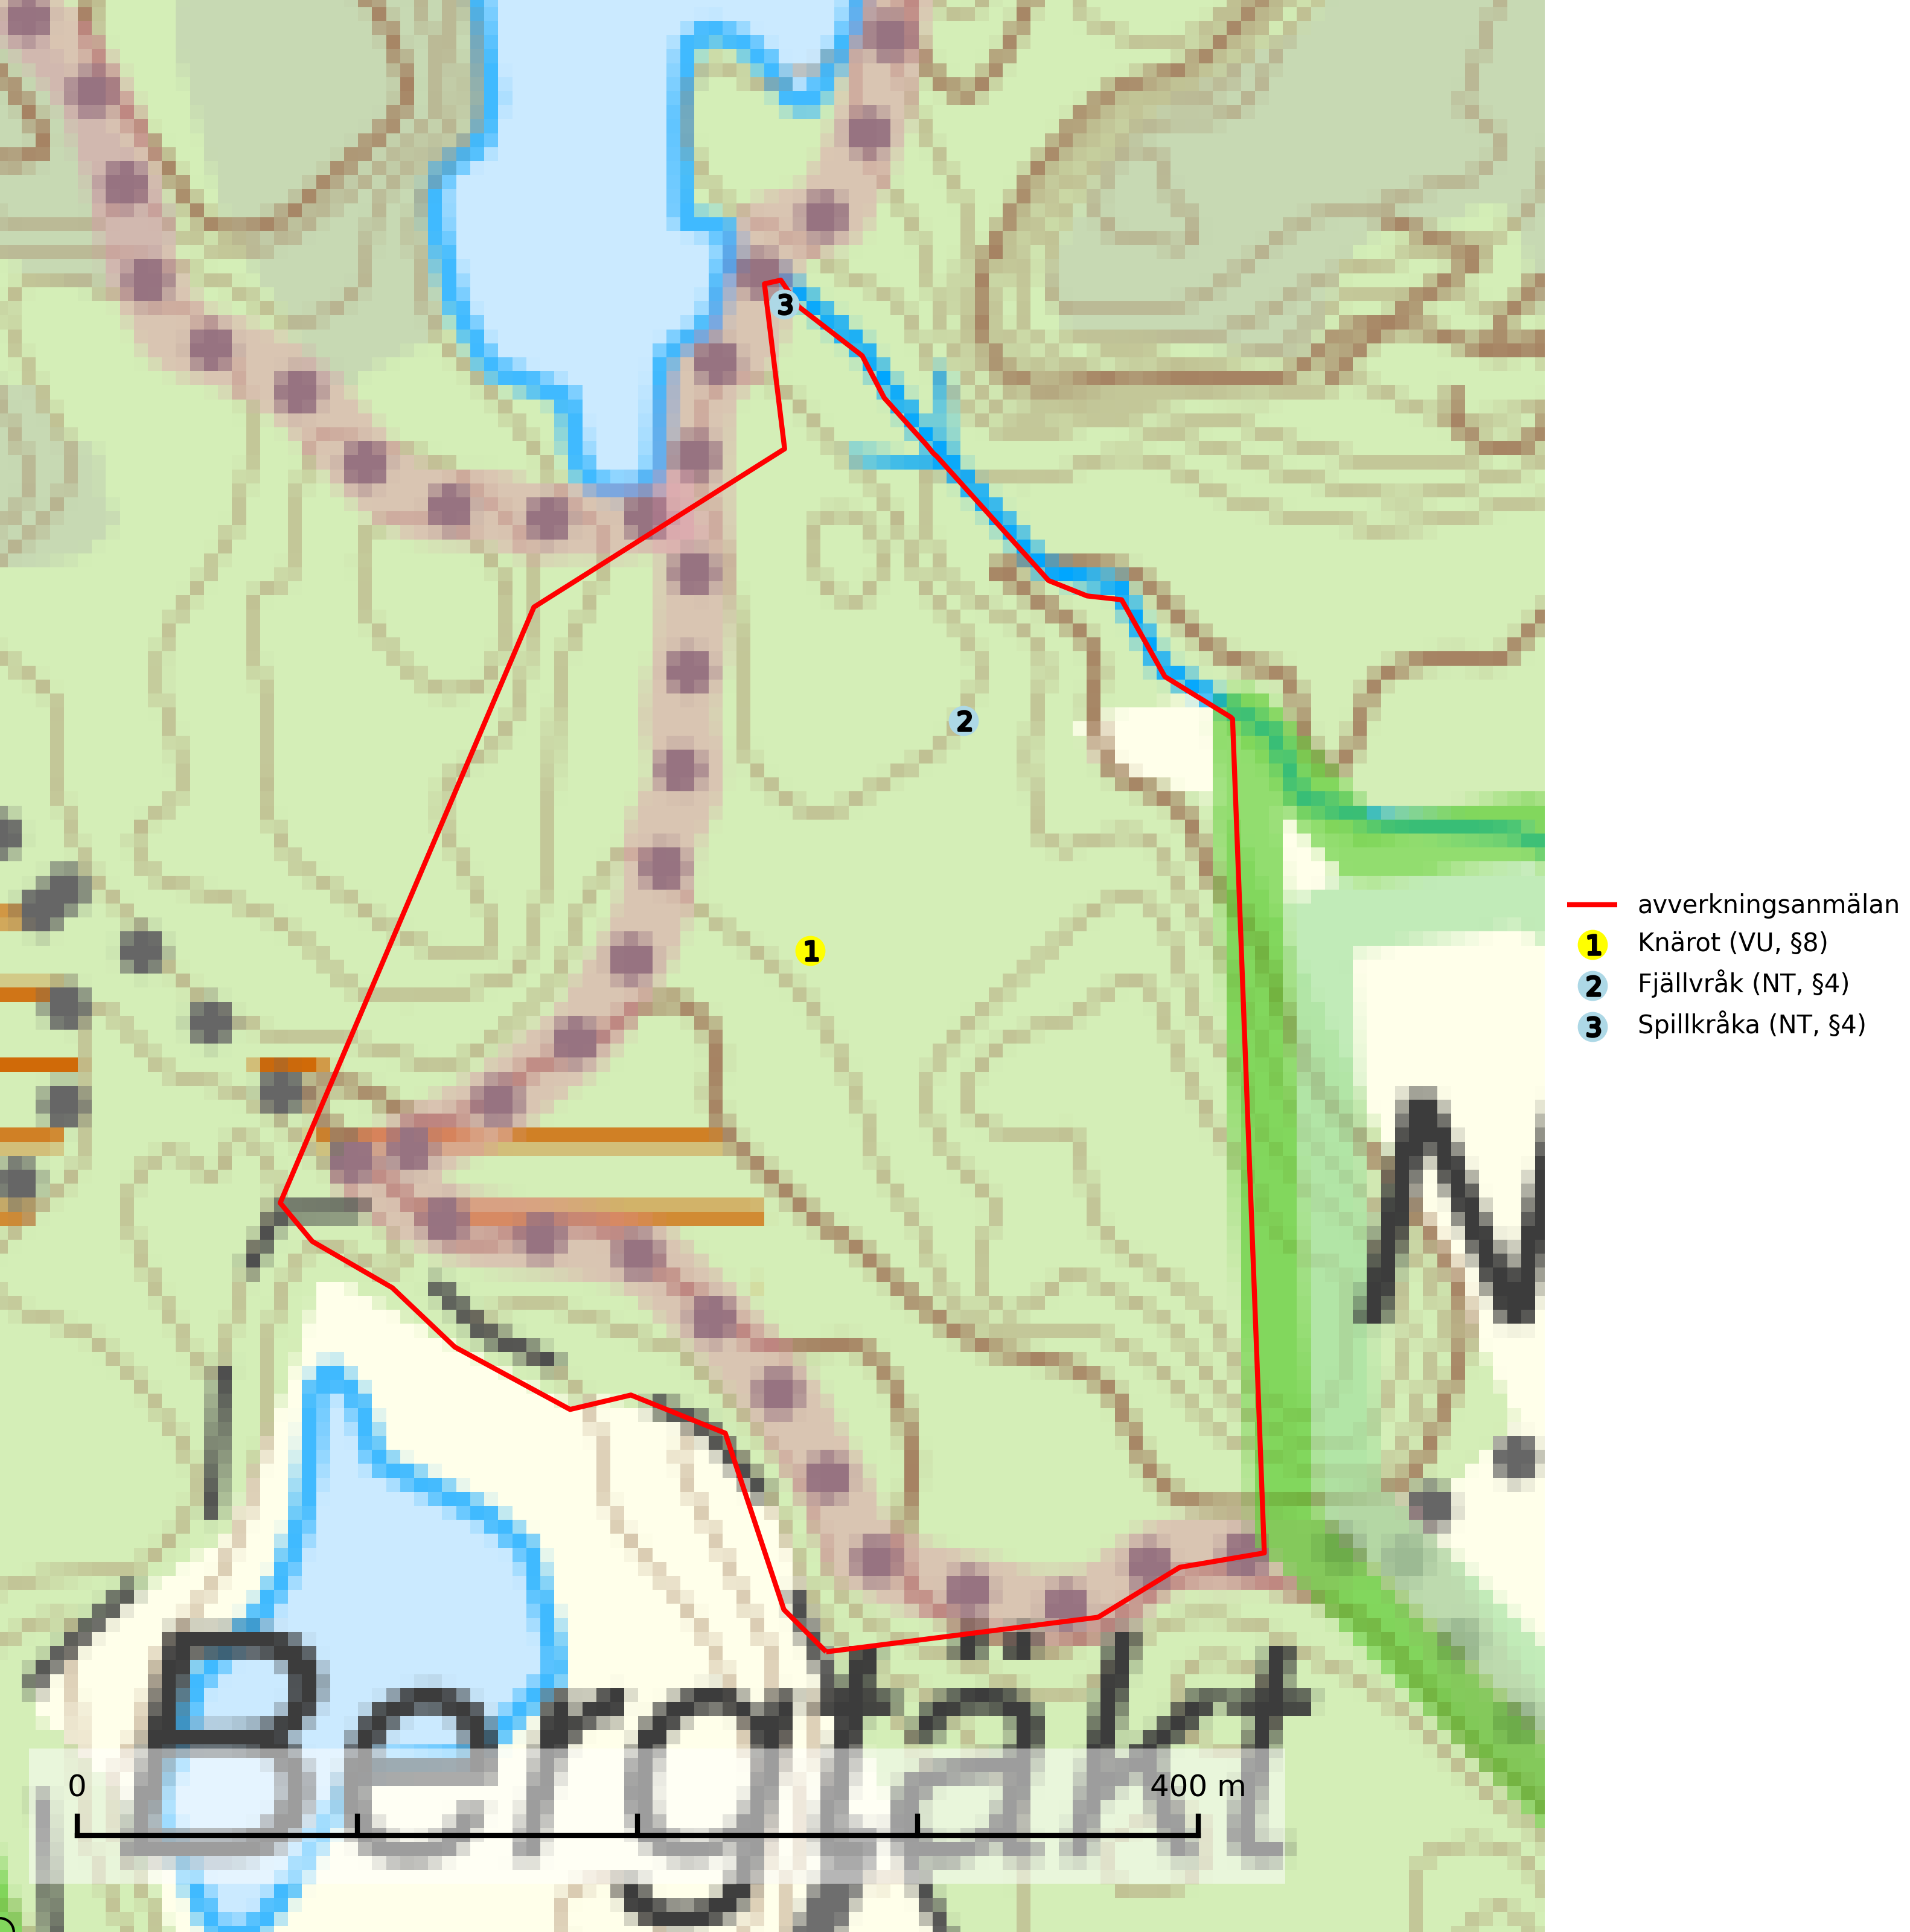 3
2
1
N
Bergtäkt
0 400 m
avverkningsanmälan
1 Knärot (VU, §8)
2 Fjällvråk (NT, §4)
3 Spillkråka (NT, §4)